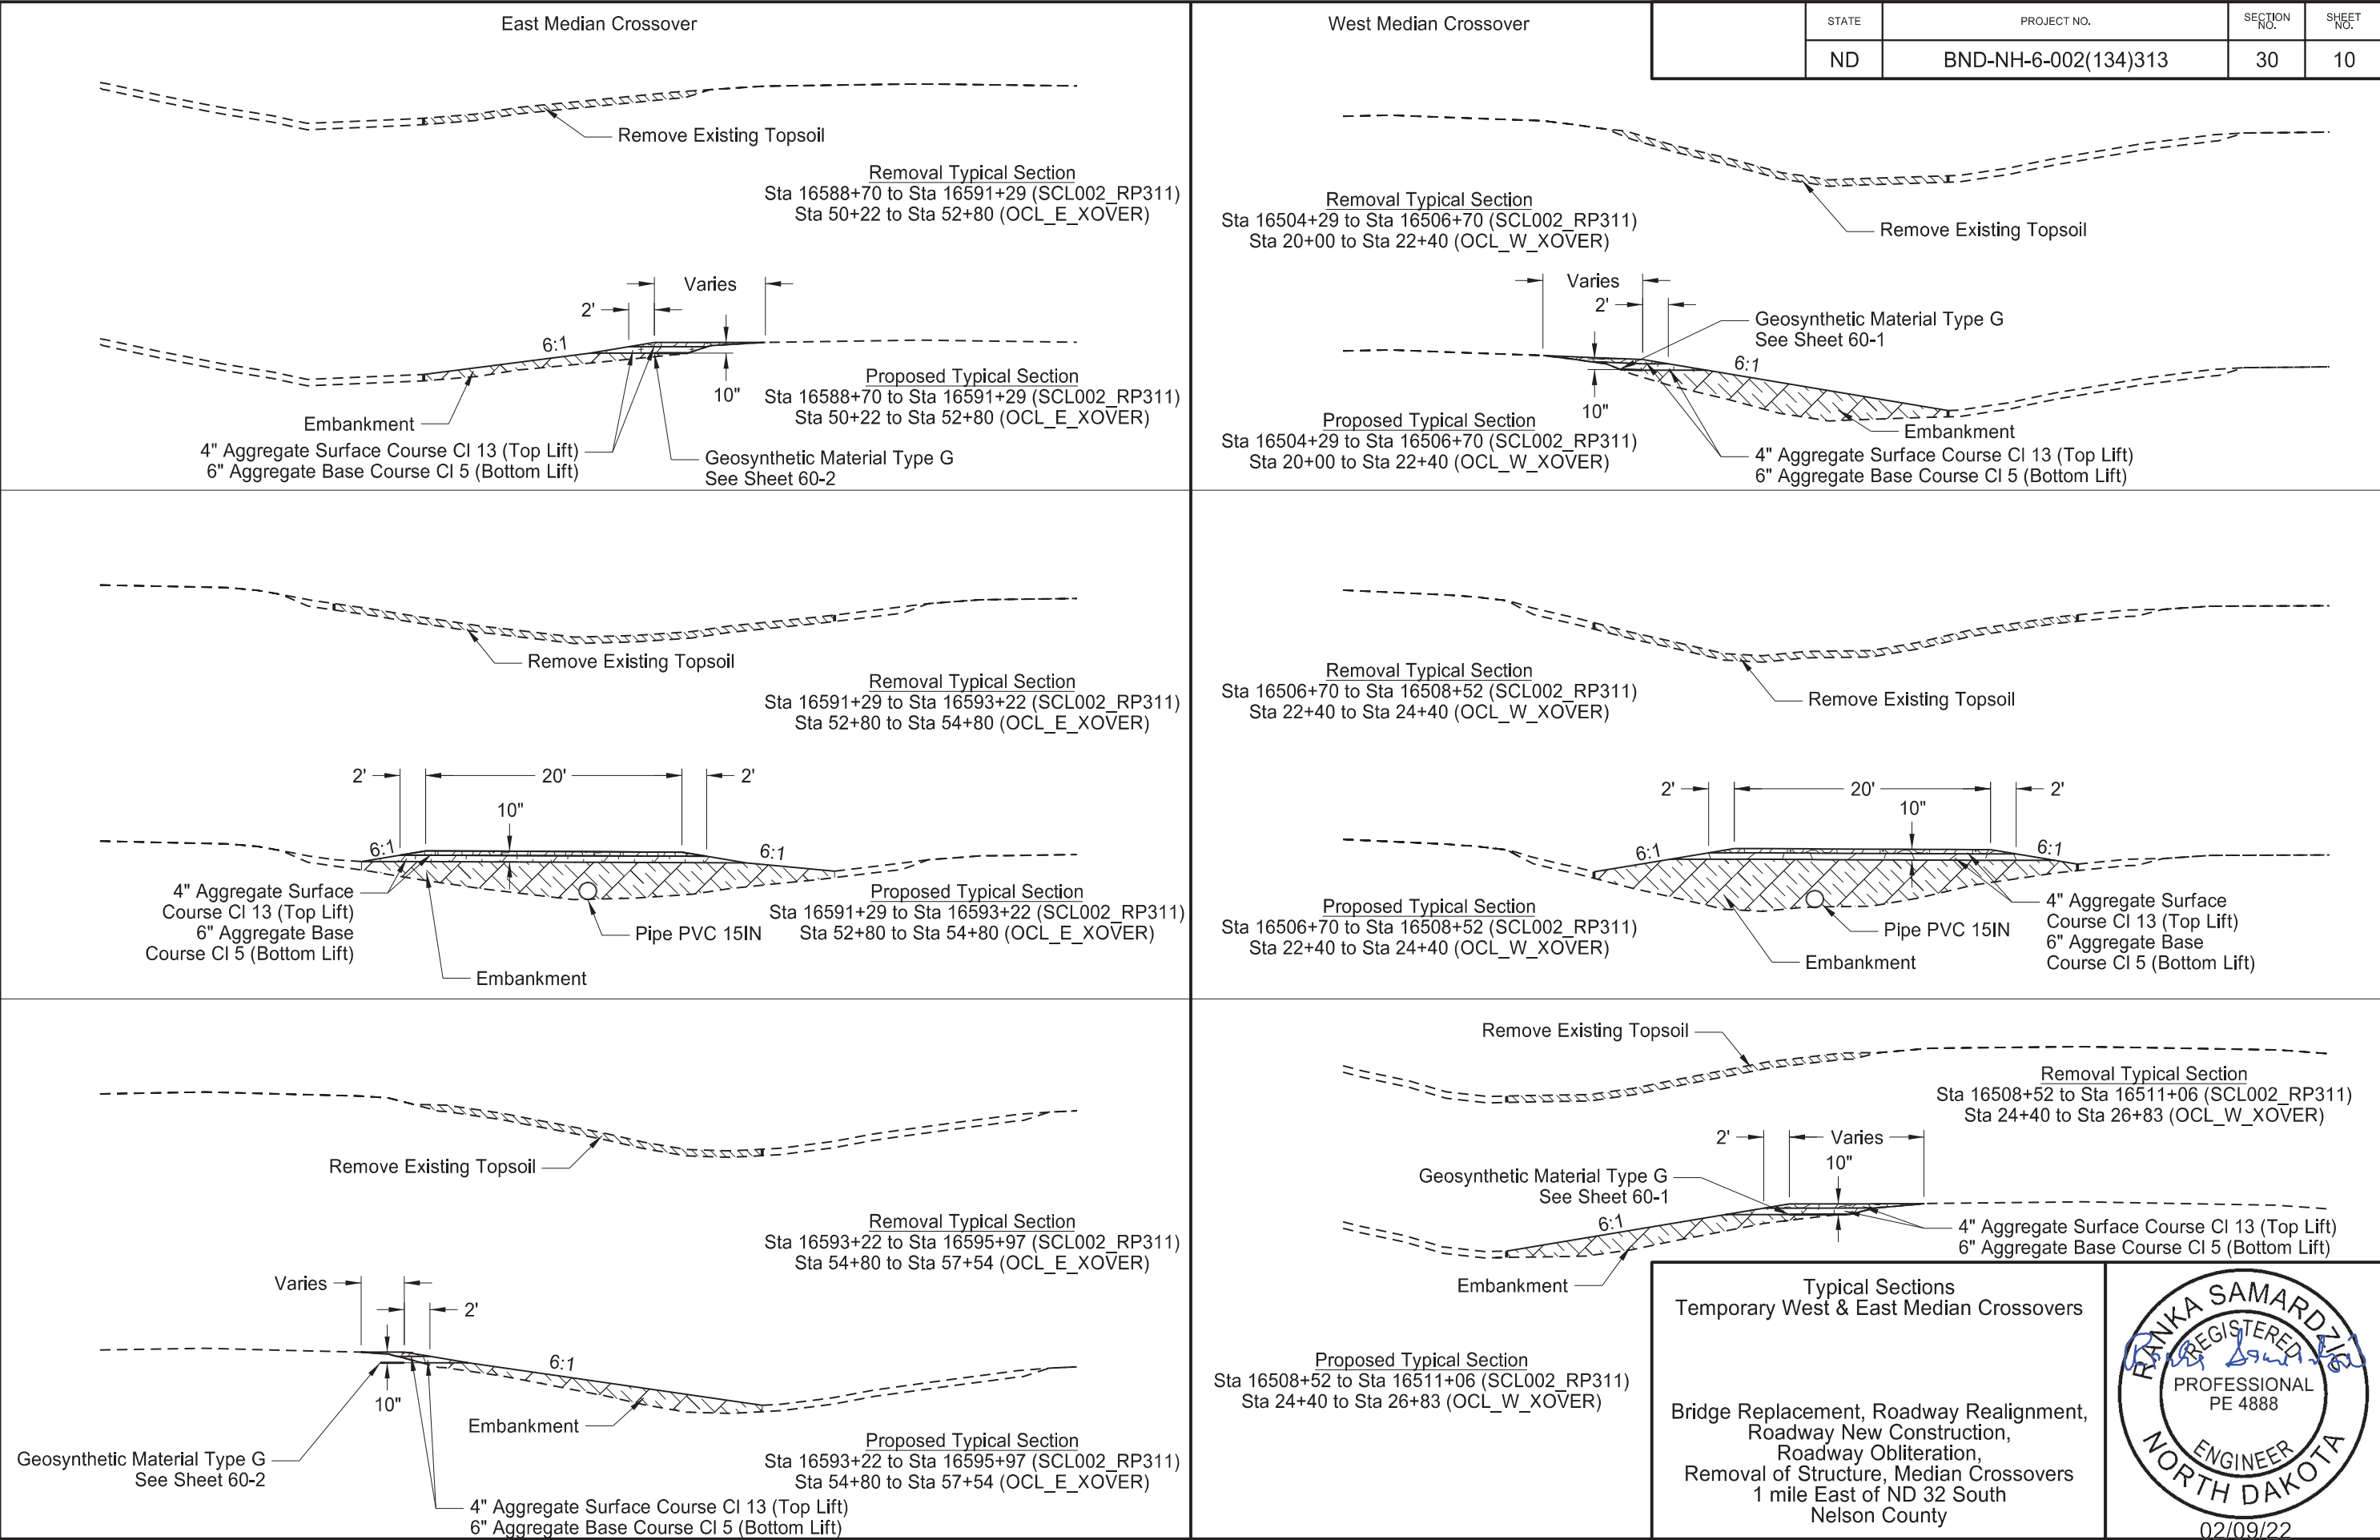 East Median Crossover
Remove Existing Topsoil
Removal Typical Section
Sta 16588+70 to Sta 16591+29 (SCL002_RP311)
Sta 50+22 to Sta 52+80 (OCL_E_XOVER)
Varies
2'
6:1
10"
Proposed Typical Section
Sta 16588+70 to Sta 16591+29 (SCL002_RP311)
Sta 50+22 to Sta 52+80 (OCL_E_XOVER)
Embankment
4" Aggregate Surface Course Cl 13 (Top Lift)
6" Aggregate Base Course Cl 5 (Bottom Lift)
Geosynthetic Material Type G
See Sheet 60-2
Remove Existing Topsoil
Removal Typical Section
Sta 16591+29 to Sta 16593+22 (SCL002_RP311)
Sta 52+80 to Sta 54+80 (OCL_E_XOVER)
2'
20'
2'
10"
6:1
6:1
4" Aggregate Surface
Course Cl 13 (Top Lift)
6" Aggregate Base
Course Cl 5 (Bottom Lift)
Pipe PVC 15IN
Embankment
Proposed Typical Section
Sta 16591+29 to Sta 16593+22 (SCL002_RP311)
Sta 52+80 to Sta 54+80 (OCL_E_XOVER)
Remove Existing Topsoil
Removal Typical Section
Sta 16593+22 to Sta 16595+97 (SCL002_RP311)
Sta 54+80 to Sta 57+54 (OCL_E_XOVER)
Varies
2'
6:1
10"
Embankment
Geosynthetic Material Type G
See Sheet 60-2
Proposed Typical Section
Sta 16593+22 to Sta 16595+97 (SCL002_RP311)
Sta 54+80 to Sta 57+54 (OCL_E_XOVER)
4" Aggregate Surface Course Cl 13 (Top Lift)
6" Aggregate Base Course Cl 5 (Bottom Lift)
West Median Crossover
STATE PROJECT NO. SECTION NO. SHEET NO.
ND BND-NH-6-002(134)313 30 10
Removal Typical Section
Sta 16504+29 to Sta 16506+70 (SCL002_RP311)
Sta 20+00 to Sta 22+40 (OCL_W_XOVER)
Remove Existing Topsoil
Varies
2'
Geosynthetic Material Type G
See Sheet 60-1
6:1
10"
Proposed Typical Section
Sta 16504+29 to Sta 16506+70 (SCL002_RP311)
Sta 20+00 to Sta 22+40 (OCL_W_XOVER)
Embankment
4" Aggregate Surface Course Cl 13 (Top Lift)
6" Aggregate Base Course Cl 5 (Bottom Lift)
Removal Typical Section
Sta 16506+70 to Sta 16508+52 (SCL002_RP311)
Sta 22+40 to Sta 24+40 (OCL_W_XOVER)
Remove Existing Topsoil
2'
20'
2'
10"
6:1
6:1
Proposed Typical Section
Sta 16506+70 to Sta 16508+52 (SCL002_RP311)
Sta 22+40 to Sta 24+40 (OCL_W_XOVER)
Pipe PVC 15IN
Embankment
4" Aggregate Surface
Course Cl 13 (Top Lift)
6" Aggregate Base
Course Cl 5 (Bottom Lift)
Remove Existing Topsoil
Removal Typical Section
Sta 16508+52 to Sta 16511+06 (SCL002_RP311)
Sta 24+40 to Sta 26+83 (OCL_W_XOVER)
2'
Varies
10"
Geosynthetic Material Type G
See Sheet 60-1
6:1
4" Aggregate Surface Course Cl 13 (Top Lift)
6" Aggregate Base Course Cl 5 (Bottom Lift)
Embankment
Proposed Typical Section
Sta 16508+52 to Sta 16511+06 (SCL002_RP311)
Sta 24+40 to Sta 26+83 (OCL_W_XOVER)
Typical Sections
Temporary West & East Median Crossovers
Bridge Replacement, Roadway Realignment,
Roadway New Construction,
Roadway Obliteration,
Removal of Structure, Median Crossovers
1 mile East of ND 32 South
Nelson County
RANKA SAMARDZIC
REGISTERED
PROFESSIONAL
PE 4888
ENGINEER
NORTH DAKOTA
02/09/22